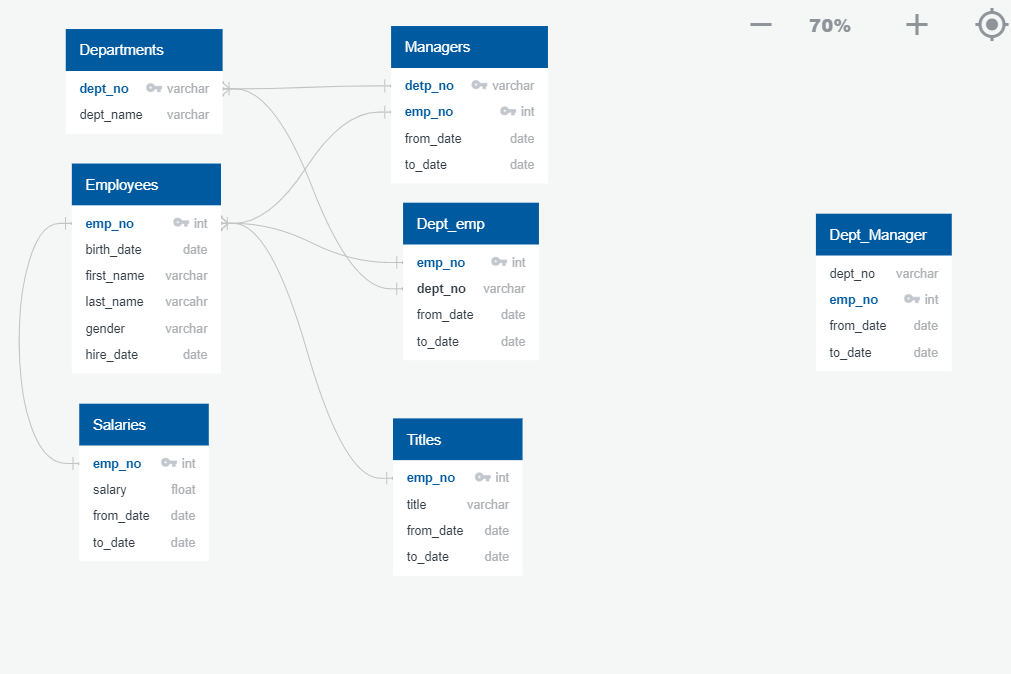 70%
Departments
dept_no varchar
dept_name varchar
Managers
detp_no varchar
emp_no int
from_date date
to_date date
Employees
emp_no int
birth_date date
first_name varchar
last_name varcahr
gender varchar
hire_date date
Dept_emp
emp_no int
dept_no varchar
from_date date
to_date date
Dept_Manager
dept_no varchar
emp_no int
from_date date
to_date date
Salaries
emp_no int
salary float
from_date date
to_date date
Titles
emp_no int
title varchar
from_date date
to_date date